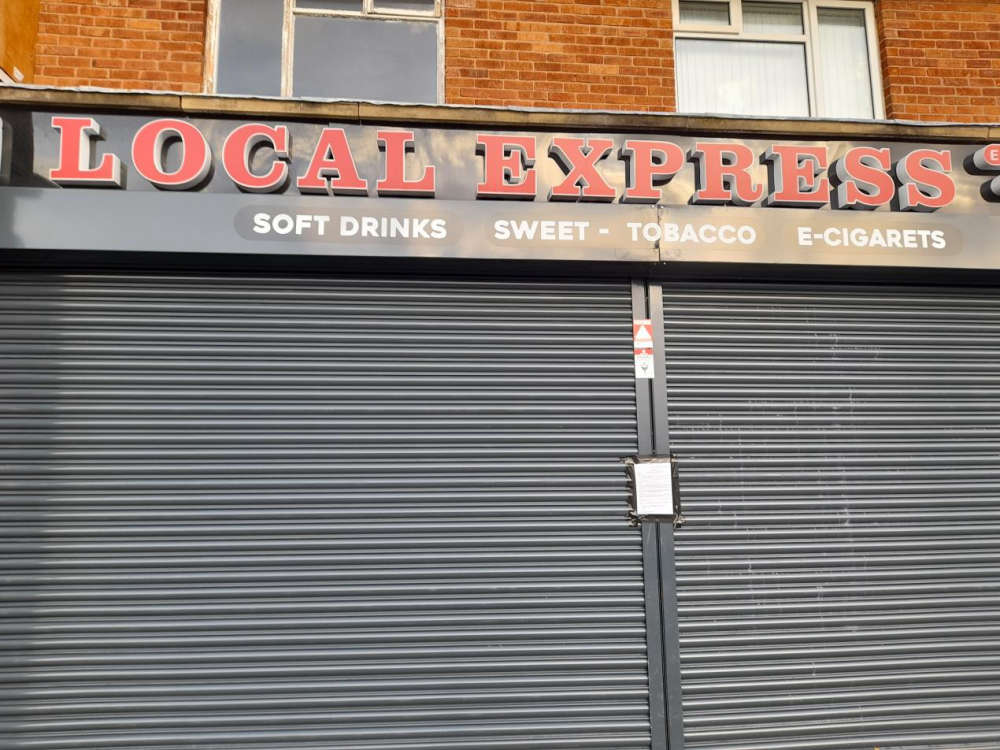 LOCAL EXPRESS
SOFT DRINKS SWEET - TOBACCO E-CIGARETS
E